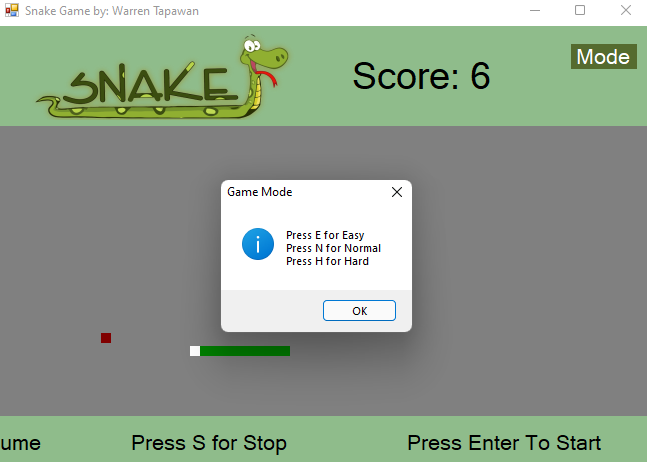 Snake Game by: Warren Tapawan
SNAKE
Score: 6
Mode
Game Mode
Press E for Easy
Press N for Normal
Press H for Hard
OK
ume
Press S for Stop
Press Enter To Start